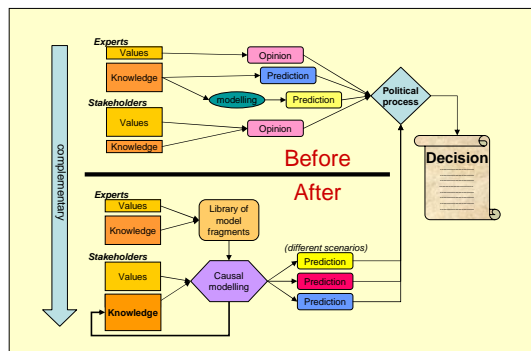 Experts
Values
Knowledge
Opinion
Prediction
modelling
Prediction
Stakeholders
Values
Knowledge
Opinion
Political
process
Decision
Before
After
complementary
Experts
Values
Knowledge
Library of
model
fragments
Stakeholders
Values
Knowledge
Causal
modelling
(different scenarios)
Prediction
Prediction
Prediction